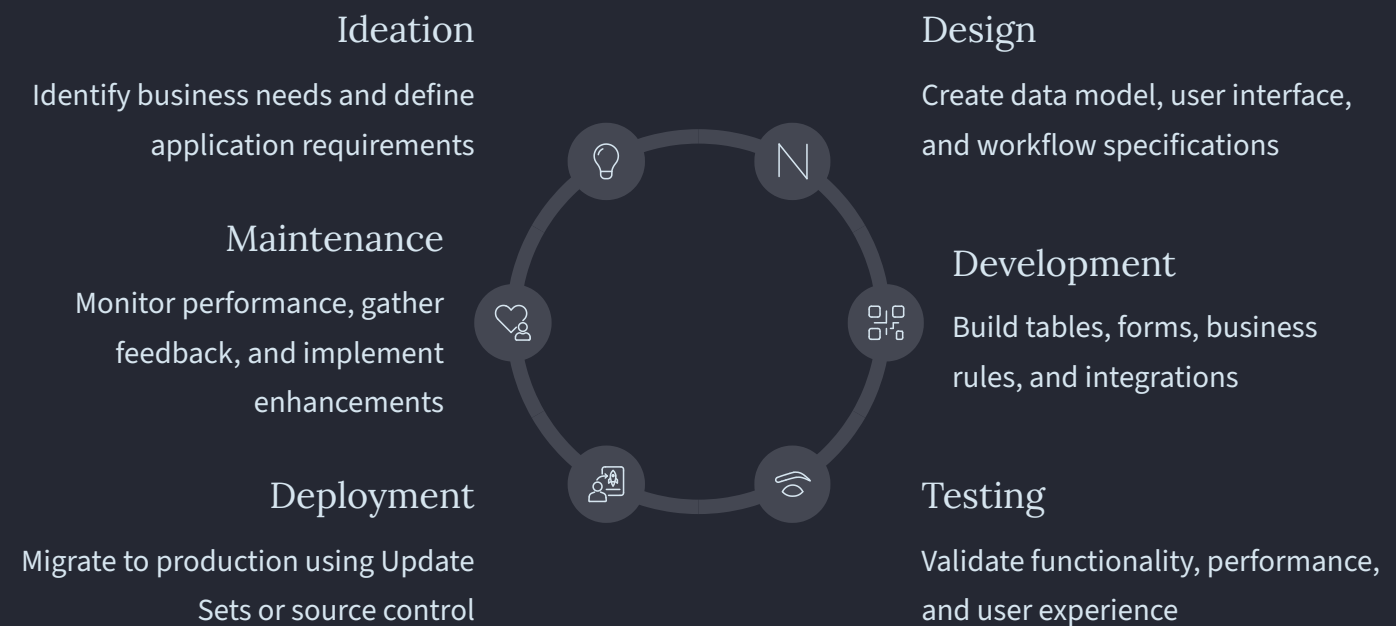 Ideation
Identify business needs and define
application requirements
Design
Create data model, user interface,
and workflow specifications
Development
Build tables, forms, business
rules, and integrations
Testing
Validate functionality, performance,
and user experience
Deployment
Migrate to production using Update
Sets or source control
Maintenance
Monitor performance, gather
feedback, and implement
enhancements